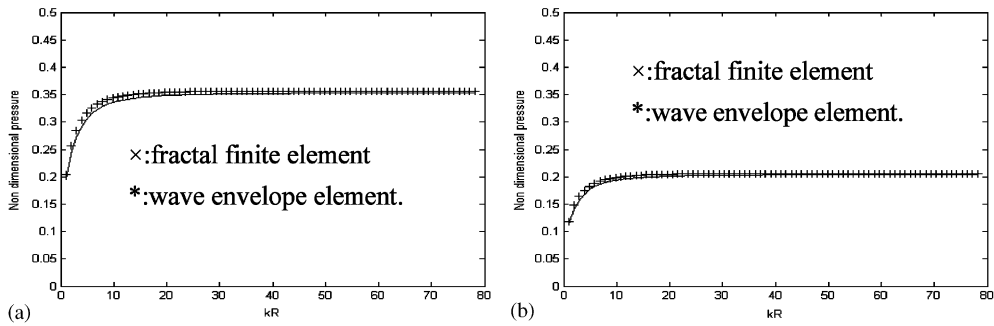 0.5
0.45
0.4
0.35
0.3
0.25
0.2
0.15
0.1
0.05
0
Non dimensional pressure
×:fractal finite element
*:wave envelope element.
0 10 20 30 40 50 60 70 80
kR
(a)
0.5
0.45
0.4
0.35
0.3
0.25
0.2
0.15
0.1
0.05
0
Non dimensional pressure
×:fractal finite element
*:wave envelope element.
0 10 20 30 40 50 60 70 80
kR
(b)